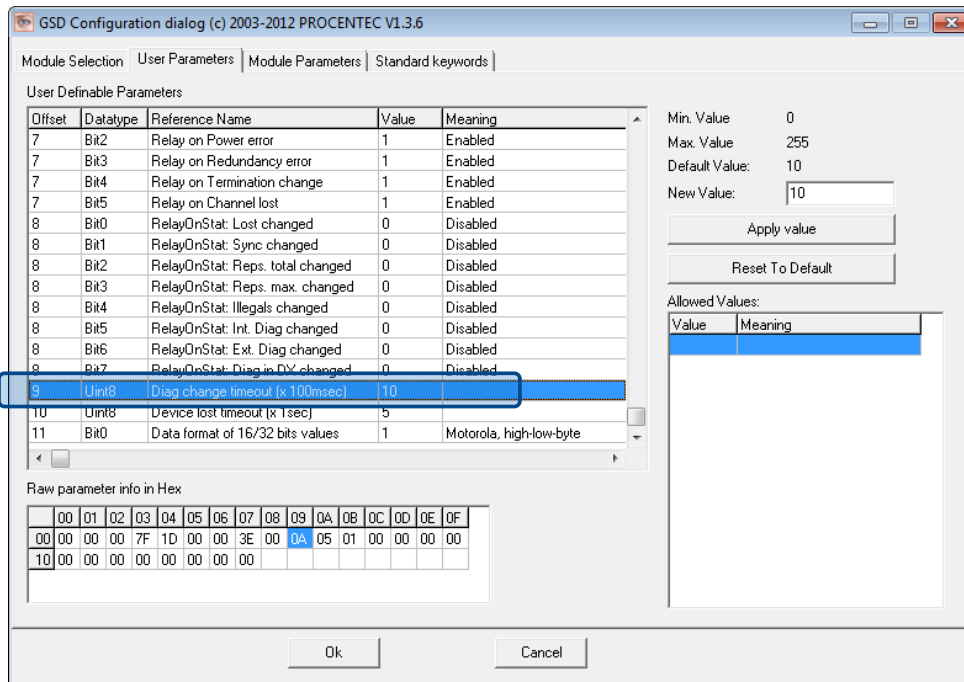 GSD Configuration dialog (c) 2003-2012 PROCENTEC V1.3.6
Module Selection User Parameters Module Parameters Standard keywords
User Definable Parameters
Offset Datatype Reference Name Value Meaning
7 Bit2 Relay on Power error 1 Enabled
7 Bit3 Relay on Redundancy error 1 Enabled
7 Bit4 Relay on Termination change 1 Enabled
7 Bit5 Relay on Channel lost 1 Enabled
8 Bit0 RelayOnStat: Lost changed 0 Disabled
8 Bit1 RelayOnStat: Sync changed 0 Disabled
8 Bit2 RelayOnStat: Reps. total changed 0 Disabled
8 Bit3 RelayOnStat: Reps. max. changed 0 Disabled
8 Bit4 RelayOnStat: Illegals changed 0 Disabled
8 Bit5 RelayOnStat: Int. Diag changed 0 Disabled
8 Bit6 RelayOnStat: Ext. Diag changed 0 Disabled
8 Bit7 RelayOnStat: Diag in DX changed 0 Disabled
9 Uint8 Diag change timeout (x 100msec) 10
10 Uint8 Device lost timeout (x 1sec) 5
11 Bit0 Data format of 16/32 bits values 1 Motorola, high-low-byte
Min. Value 0
Max. Value 255
Default Value: 10
New Value: 10
Apply value
Reset To Default
Allowed Values:
Value Meaning
Raw parameter info in Hex
00 01 02 03 04 05 06 07 08 09 0A 0B 0C 0D 0E 0F
00 00 00 00 7F 1D 00 00 3E 00 0A 05 01 00 00 00 00
10 00 00 00 00 00 00 00 00
Ok Cancel